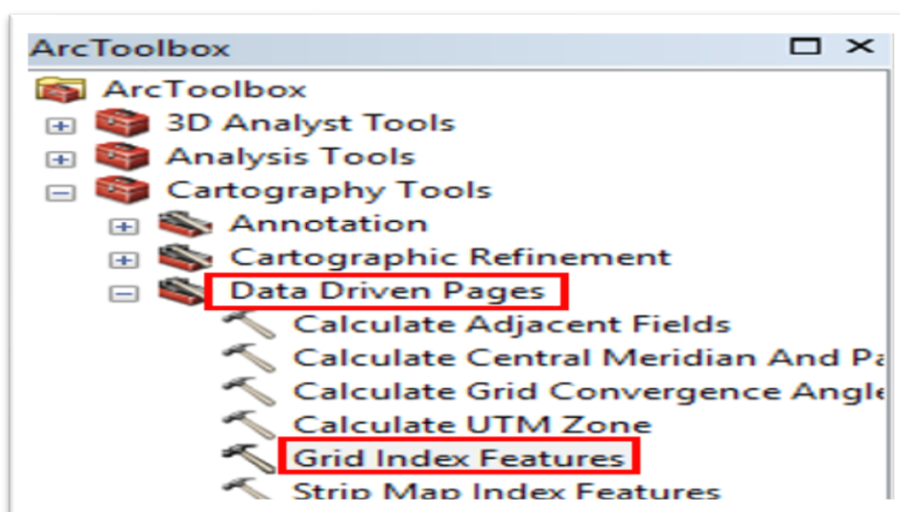 ArcToolbox
ArcToolbox
3D Analyst Tools
Analysis Tools
Cartography Tools
Annotation
Cartographic Refinement
Data Driven Pages
Calculate Adjacent Fields
Calculate Central Meridian And Pa
Calculate Grid Convergence Angle
Calculate UTM Zone
Grid Index Features
Strip Map Index Features